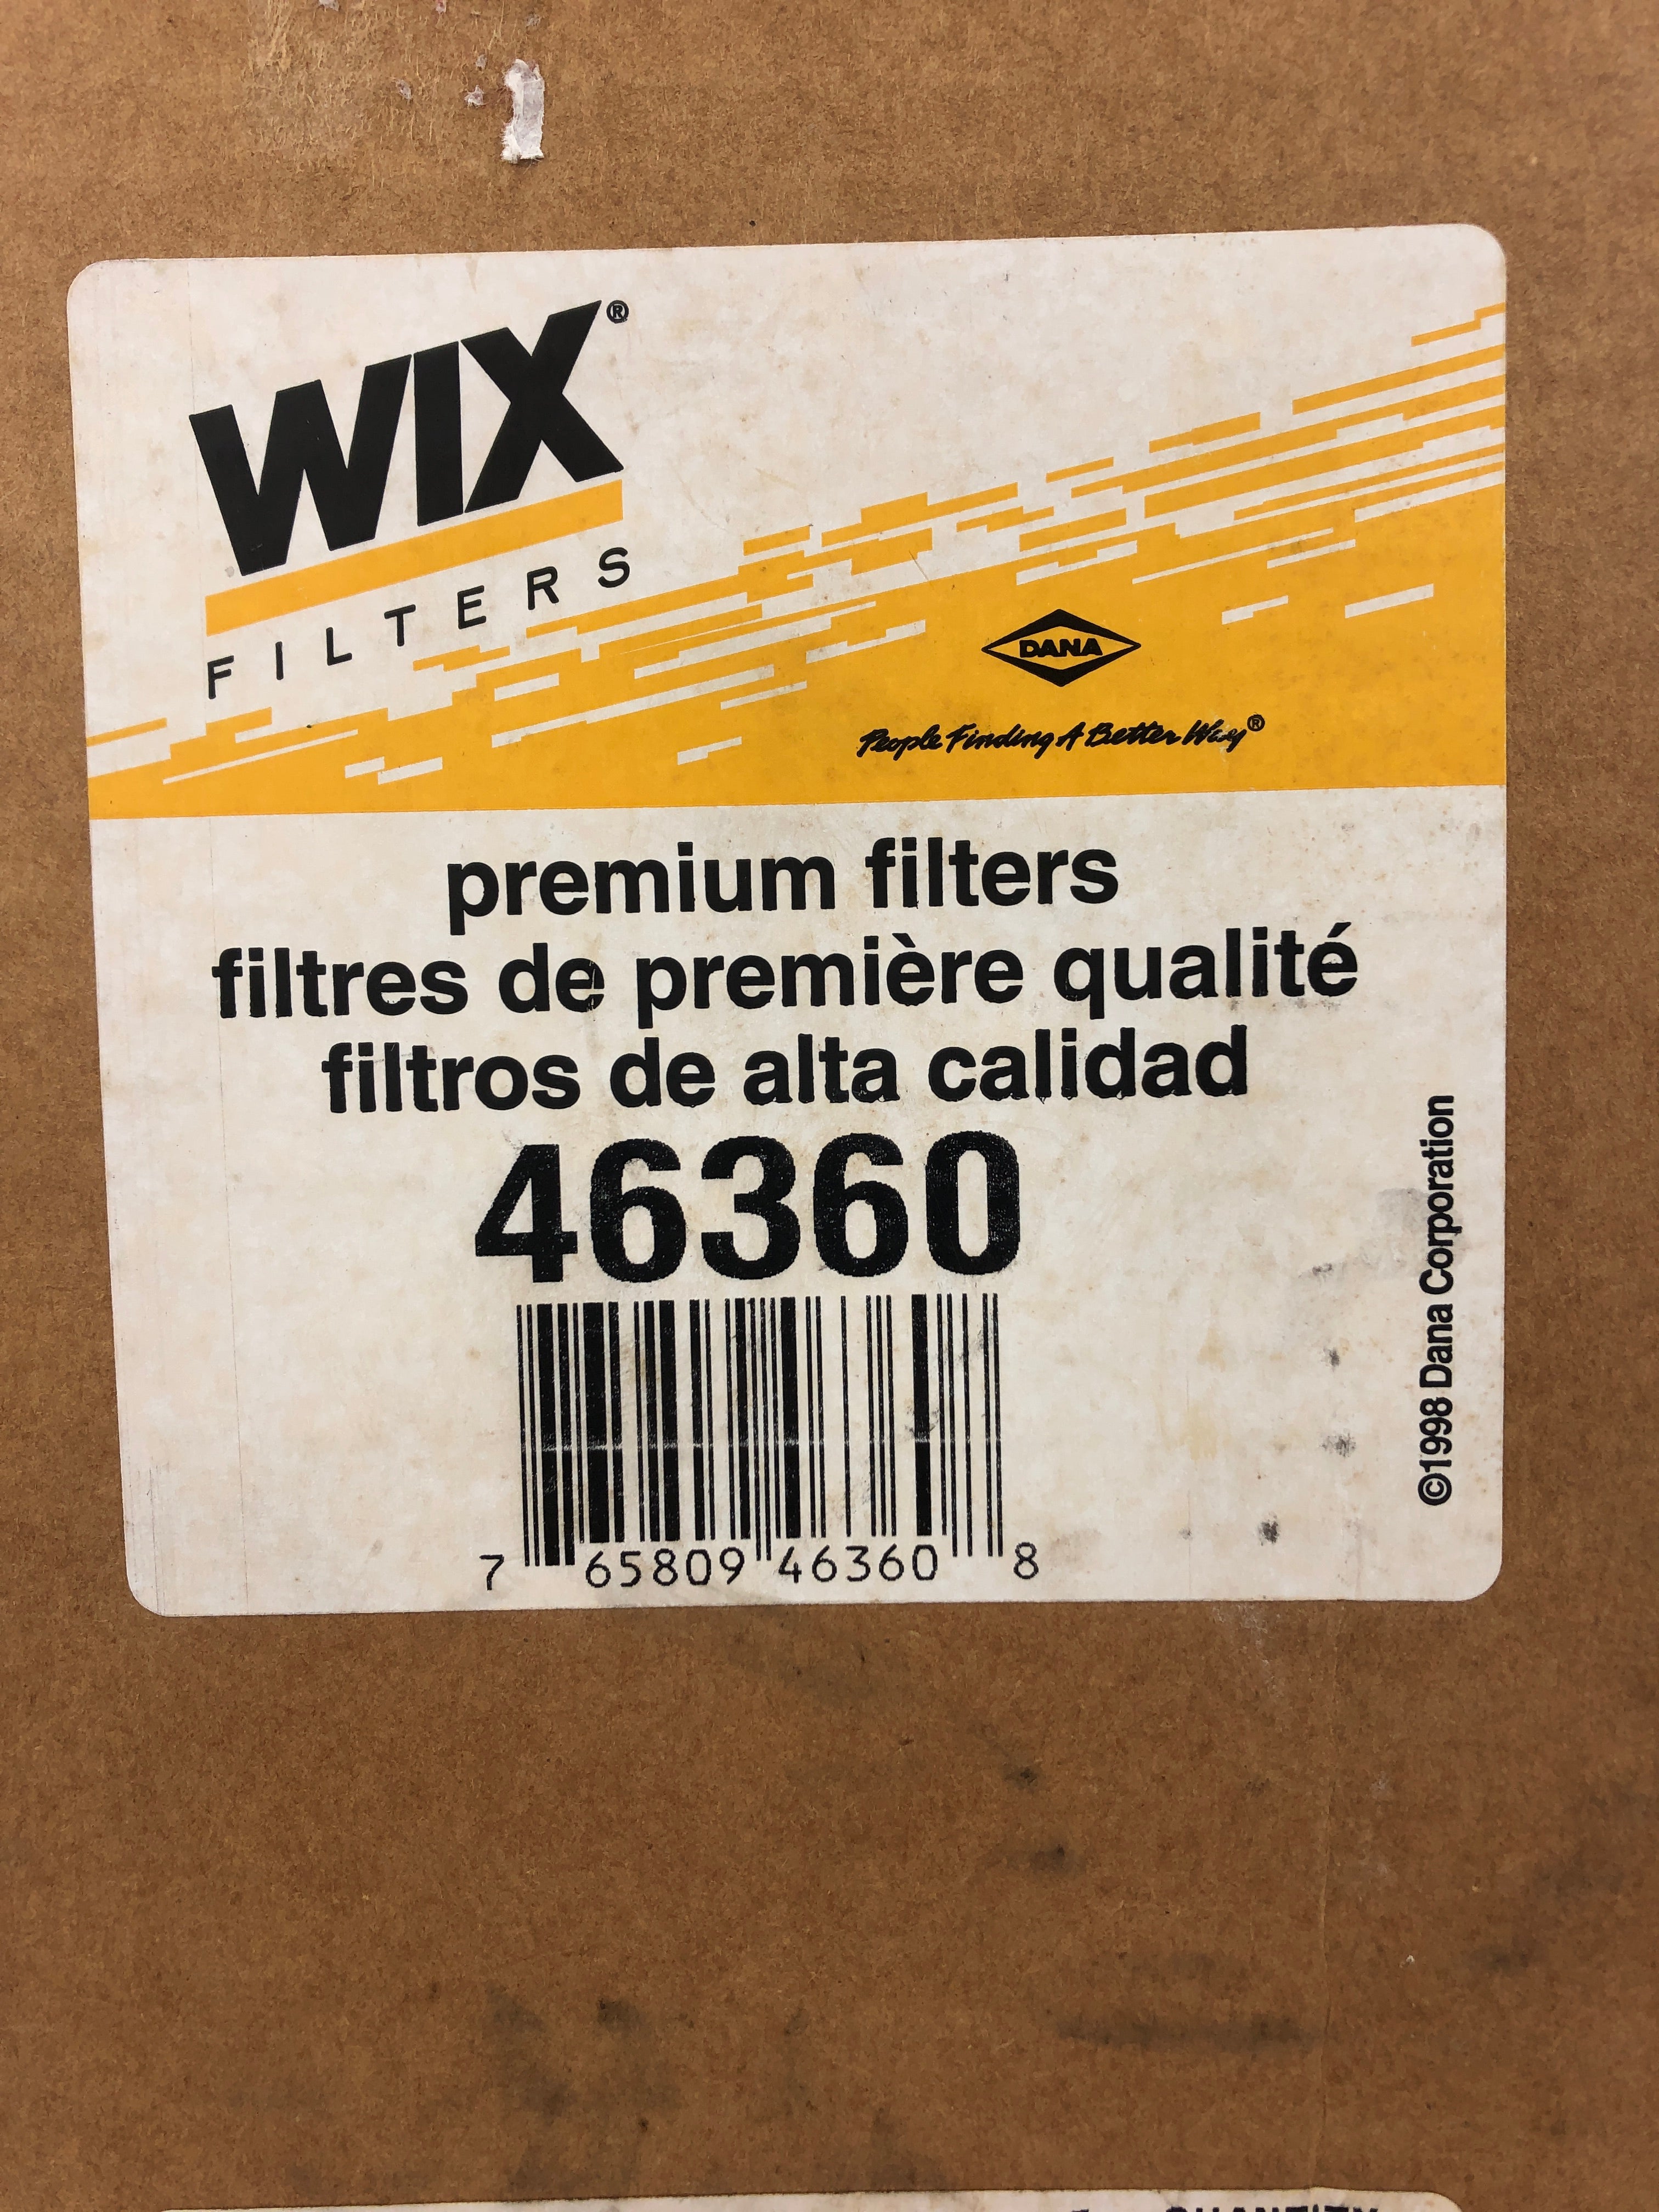 WIX®
FILTERS
DANA
People Finding A Better Way®
premium filters
filtres de première qualité
filtros de alta calidad
46360
7 65809 46360 8
©1998 Dana Corporation
QUANTITY